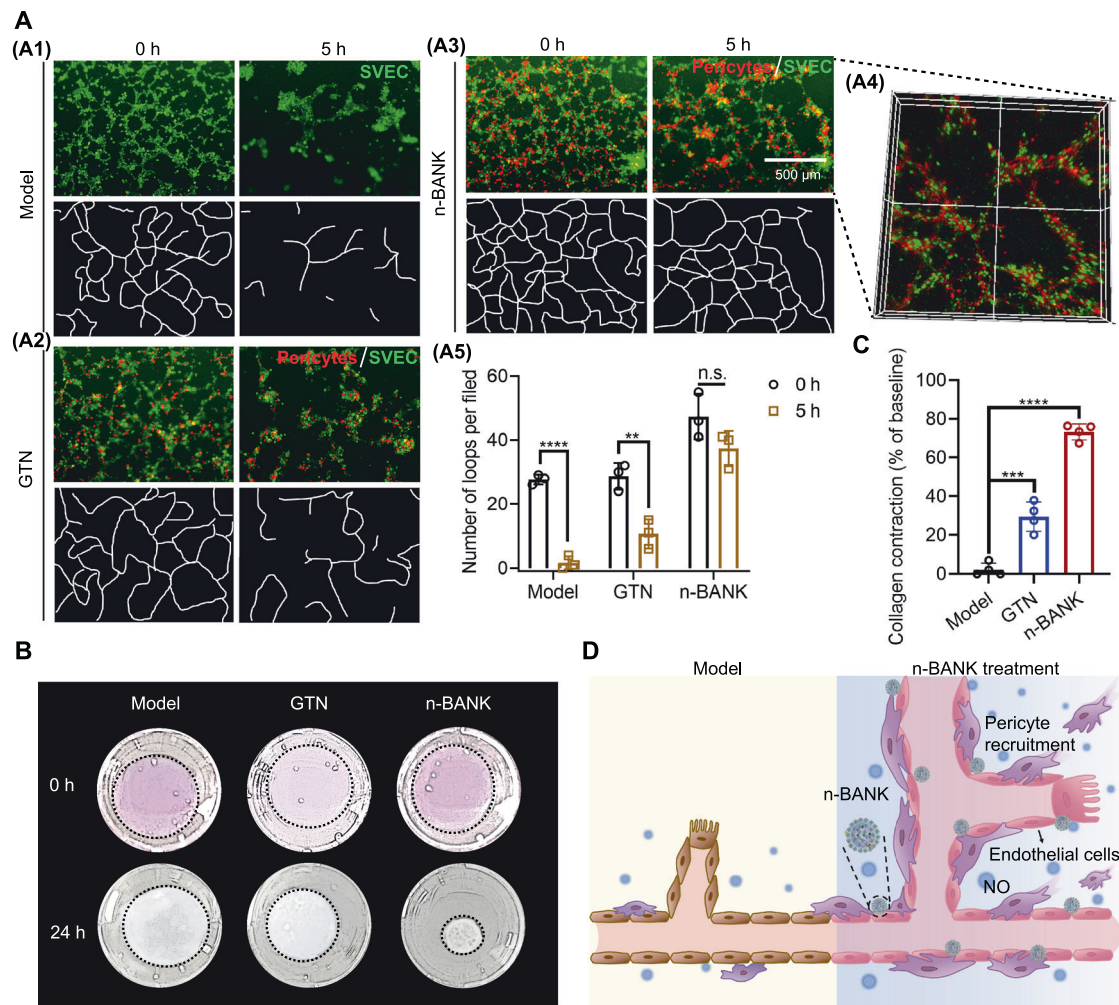 A
(A1)
0 h
5 h
Model
SVEC
(A2)
GTN
Pericytes/SVEC
(A3)
0 h
5 h
n-BANK
Pericytes/SVEC
500 μm
(A4)
(A5)
Number of loops per filed
60
40
20
0
****
**
n.s.
0 h
5 h
Model
GTN
n-BANK
C
Collagen contraction (% of baseline)
100
80
60
40
20
0
****
***
Model
GTN
n-BANK
B
Model
GTN
n-BANK
0 h
24 h
D
Model
n-BANK treatment
Pericyte
recruitment
n-BANK
Endothelial cells
NO